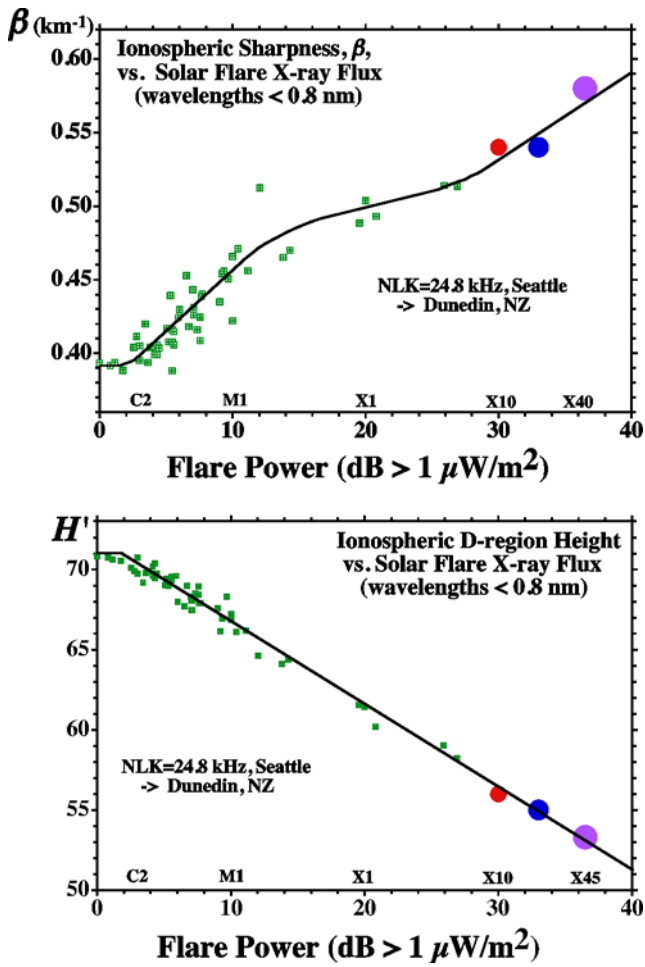 β (km-1)
Ionospheric Sharpness, β,
vs. Solar Flare X-ray Flux
(wavelengths < 0.8 nm)
0.60
0.55
0.50
0.45
0.40
NLK=24.8 kHz, Seattle
-> Dunedin, NZ
C2 M1 X1 X10 X40
0 10 20 30 40
Flare Power (dB > 1 μW/m2)
H'
Ionospheric D-region Height
vs. Solar Flare X-ray Flux
(wavelengths < 0.8 nm)
70
65
60
55
50
NLK=24.8 kHz, Seattle
-> Dunedin, NZ
C2 M1 X1 X10 X45
0 10 20 30 40
Flare Power (dB > 1 μW/m2)